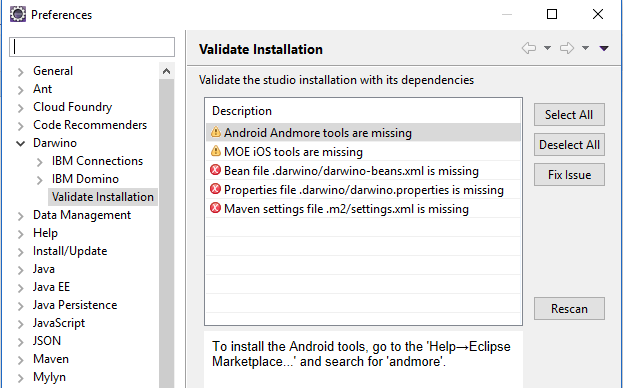 Preferences
Validate Installation
Validate the studio installation with its dependencies
General
Ant
Cloud Foundry
Code Recommenders
Darwino
IBM Connections
IBM Domino
Validate Installation
Data Management
Help
Install/Update
Java
Java EE
Java Persistence
JavaScript
JSON
Maven
Mylyn
Description
Android Andmore tools are missing
MOE iOS tools are missing
Bean file .darwino/darwino-beans.xml is missing
Properties file .darwino/darwino.properties is missing
Maven settings file .m2/settings.xml is missing
Select All
Deselect All
Fix Issue
Rescan
To install the Android tools, go to the 'Help→Eclipse
Marketplace...' and search for 'andmore'.